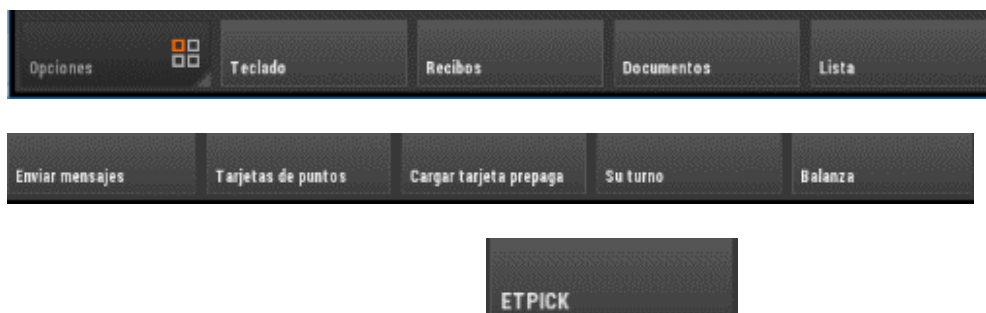 Opciones Teclado Recibos Documentos Lista
Enviar mensajes Tarjetas de puntos Cargar tarjeta prepaga Su turno Balanza
ETPICK